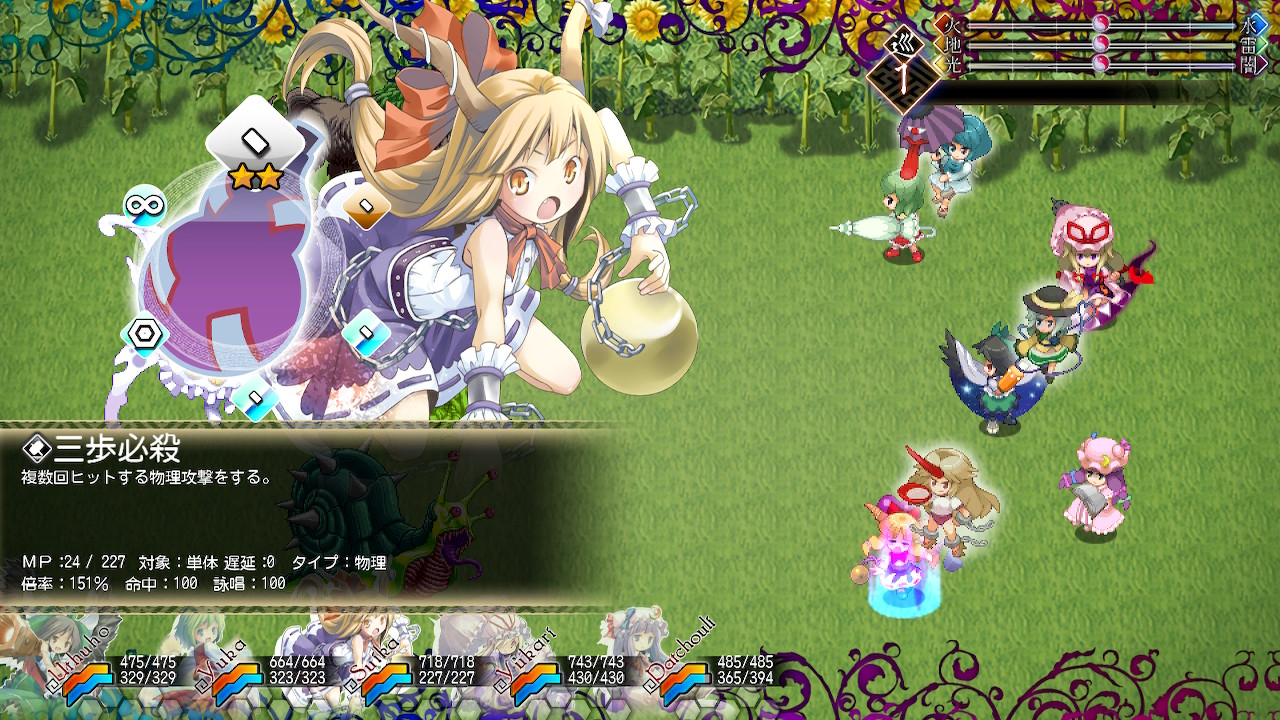 火 水
地 雷
光 闇
1
三歩必殺
複数回ヒットする物理攻撃をする。
MP:24/ 227 対象:単体 遅延:0 タイプ:物理
倍率:151% 命中:100 詠唱:100
Utsuho 475/475 329/329
Yuka 664/664 323/323
Suika 718/718 227/227
Yukari 743/743 430/430
Patchouli 485/485 365/394